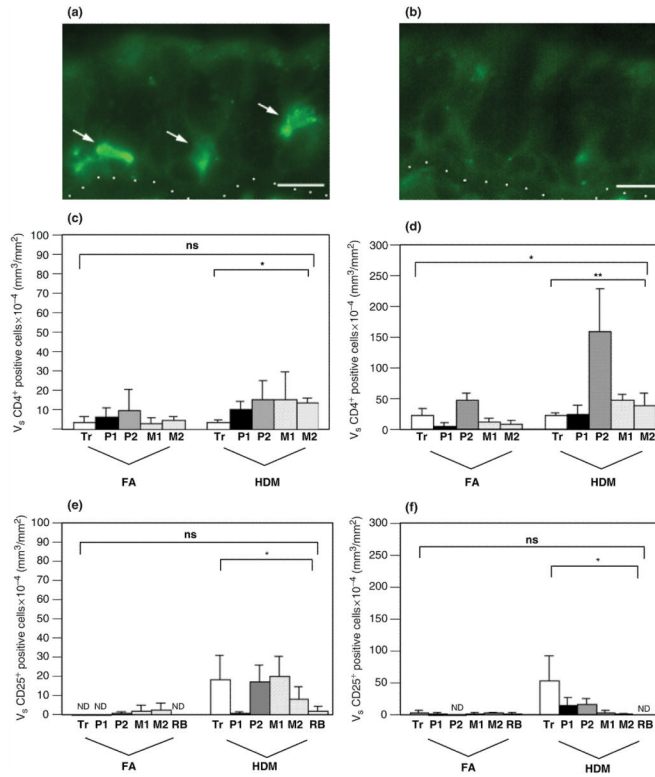 (a)
(b)
(c)
ns
*
V_s CD4⁺ positive cells×10⁻⁴ (mm³/mm²)
100
90
80
70
60
50
40
30
20
10
Tr P1 P2 M1 M2 Tr P1 P2 M1 M2
FA HDM
(d)
*
**
V_s CD4⁺ positive cells×10⁻⁴ (mm³/mm²)
300
250
200
150
100
50
0
Tr P1 P2 M1 M2 Tr P1 P2 M1 M2
FA HDM
(e)
ns
*
V_s CD25⁺ positive cells×10⁻⁴ (mm³/mm²)
100
90
80
70
60
50
40
30
20
10
0
ND ND ND
Tr P1 P2 M1 M2 RB Tr P1 P2 M1 M2 RB
FA HDM
(f)
ns
*
V_s CD25⁺ positive cells×10⁻⁴ (mm³/mm²)
300
250
200
150
100
50
0
ND ND
Tr P1 P2 M1 M2 RB Tr P1 P2 M1 M2 RB
FA HDM